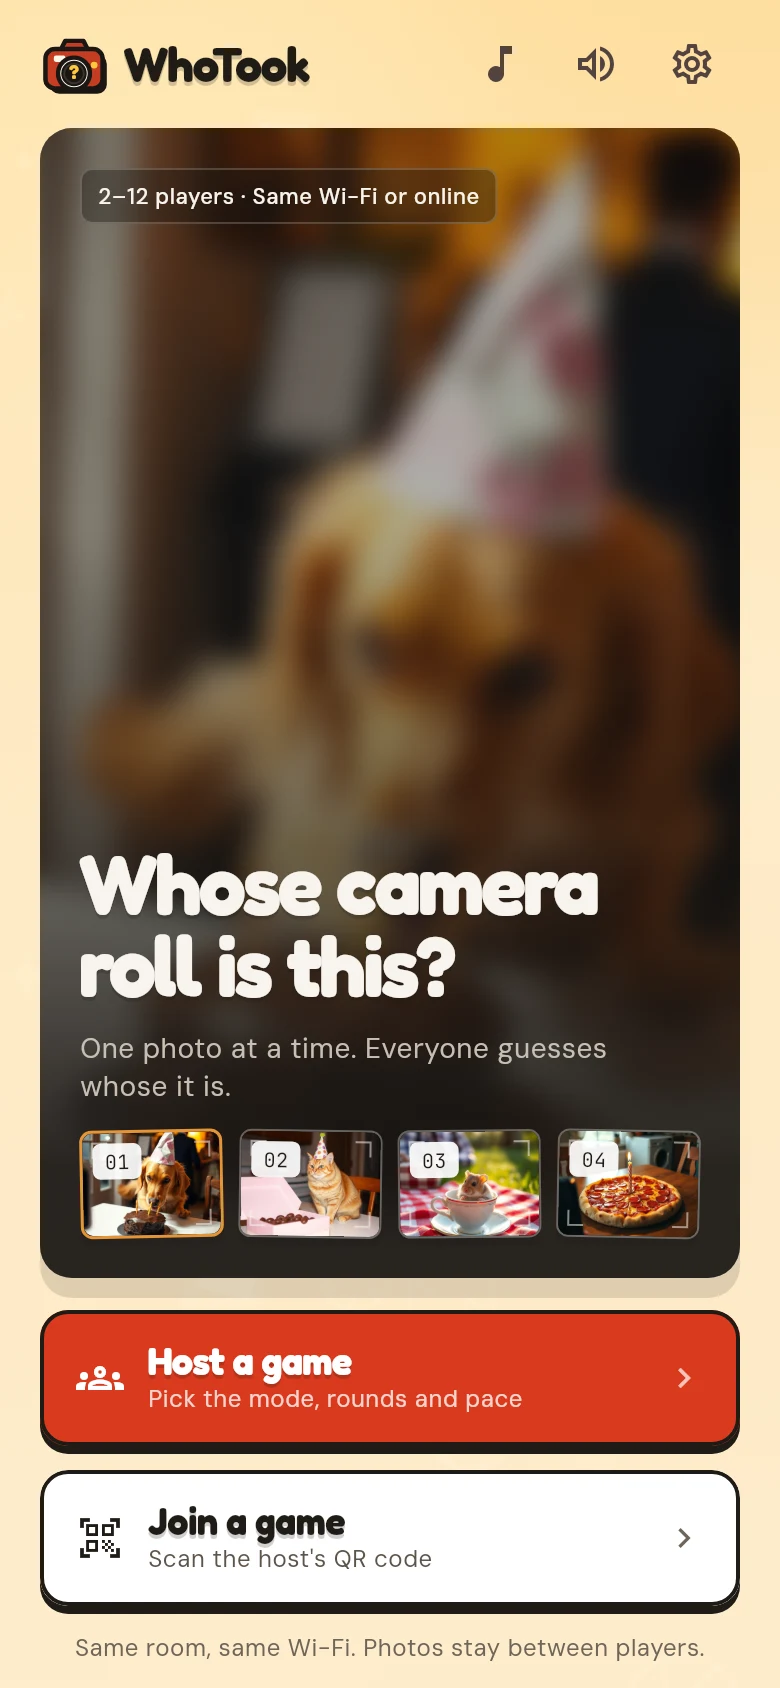 ?
WhoTook
2–12 players · Same Wi-Fi or online
Whose camera
roll is this?
One photo at a time. Everyone guesses
whose it is.
01
02
03
04
Host a game
Pick the mode, rounds and pace
Join a game
Scan the host's QR code
Same room, same Wi-Fi. Photos stay between players.